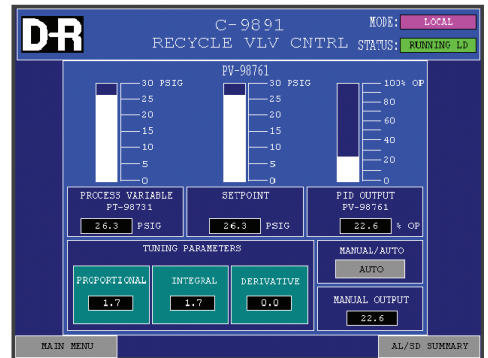 D-R
C-9891
RECYCLE VLV CNTRL
MODE: LOCAL
STATUS: RUNNING LD
PV-98761
30 PSIG
25
20
15
10
5
0
30 PSIG
25
20
15
10
5
0
100% OP
80
60
40
20
0
PROCESS VARIABLE
PT-98731
26.3 PSIG
SETPOINT
26.3 PSIG
PID OUTPUT
PV-98761
22.6 % OP
TUNING PARAMETERS
PROPORTIONAL
1.7
INTEGRAL
1.7
DERIVATIVE
0.0
MANUAL/AUTO
AUTO
MANUAL OUTPUT
22.6
MAIN MENU
AL/SD SUMMARY